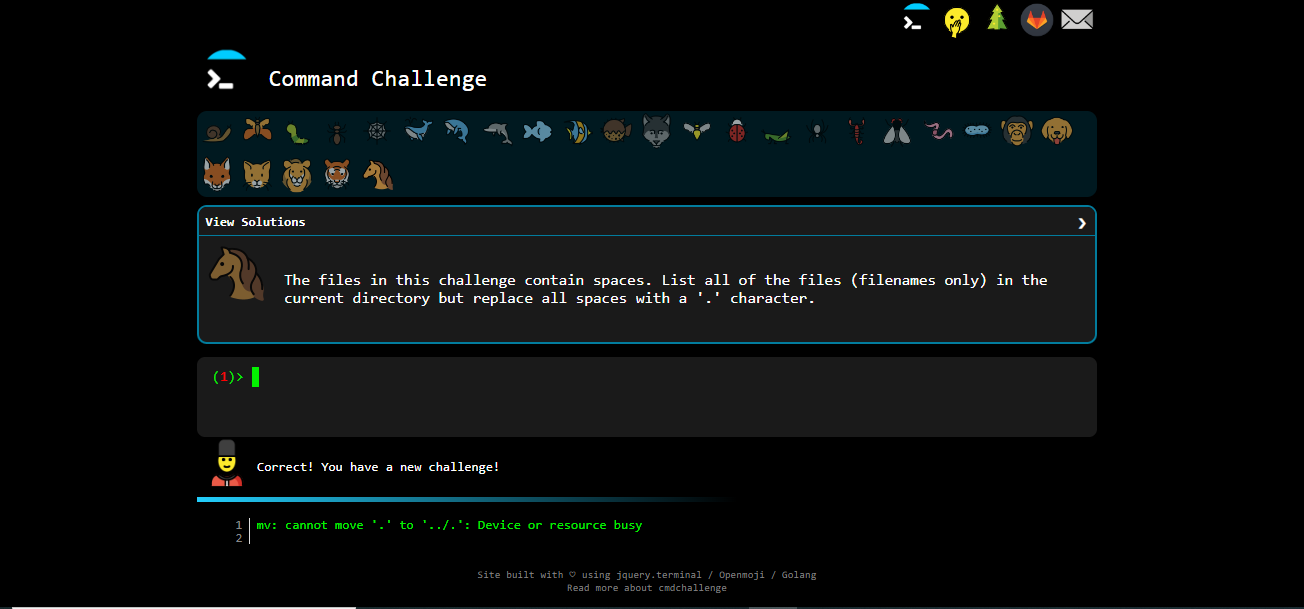 Command Challenge
View Solutions
The files in this challenge contain spaces. List all of the files (filenames only) in the
current directory but replace all spaces with a '.' character.
(1)>
Correct! You have a new challenge!
1 mv: cannot move '.' to '../.': Device or resource busy
2
Site built with ♡ using jquery.terminal / Openmoji / Golang
Read more about cmdchallenge